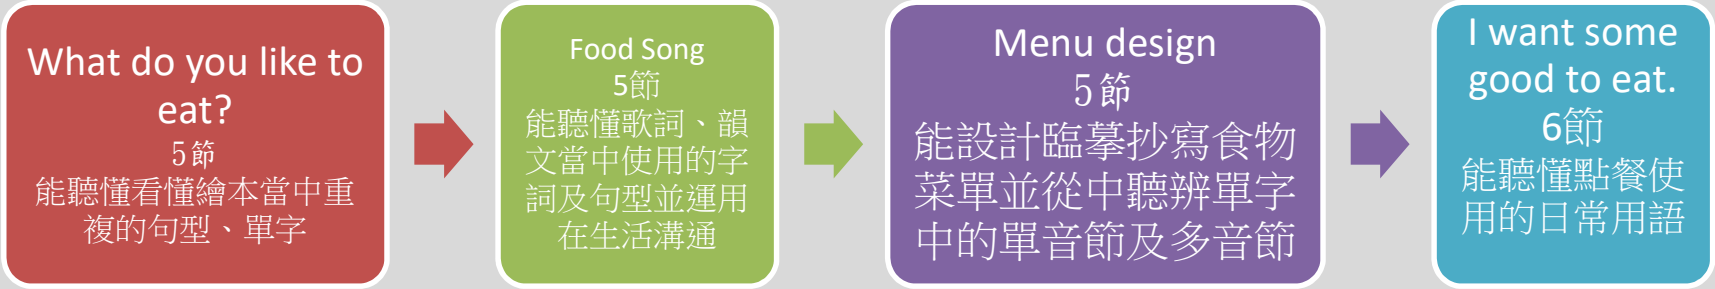 What do you like to
eat?
5節
能聽懂看懂繪本當中重
複的句型、單字
Food Song
5節
能聽懂歌詞、韻
文當中使用的字
詞及句型並運用
在生活溝通
Menu design
5節
能設計臨摹抄寫食物
菜單並從中聽辨單字
中的單音節及多音節
I want some
good to eat.
6節
能聽懂點餐使
用的日常用語